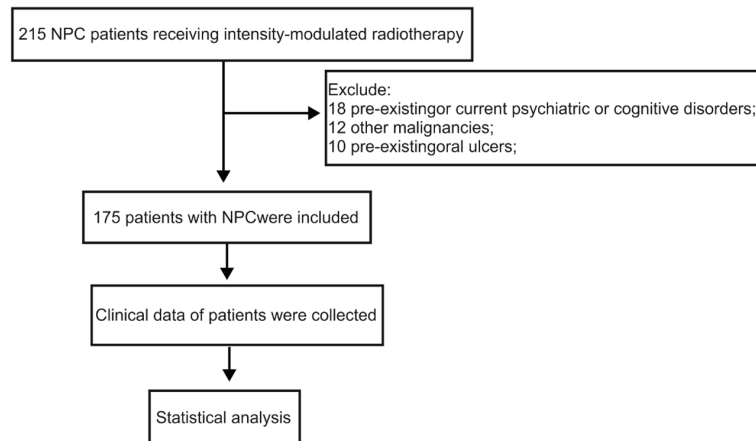 215 NPC patients receiving intensity-modulated radiotherapy
Exclude:
18 pre-existingor current psychiatric or cognitive disorders;
12 other malignancies;
10 pre-existingoral ulcers;
175 patients with NPCwere included
Clinical data of patients were collected
Statistical analysis